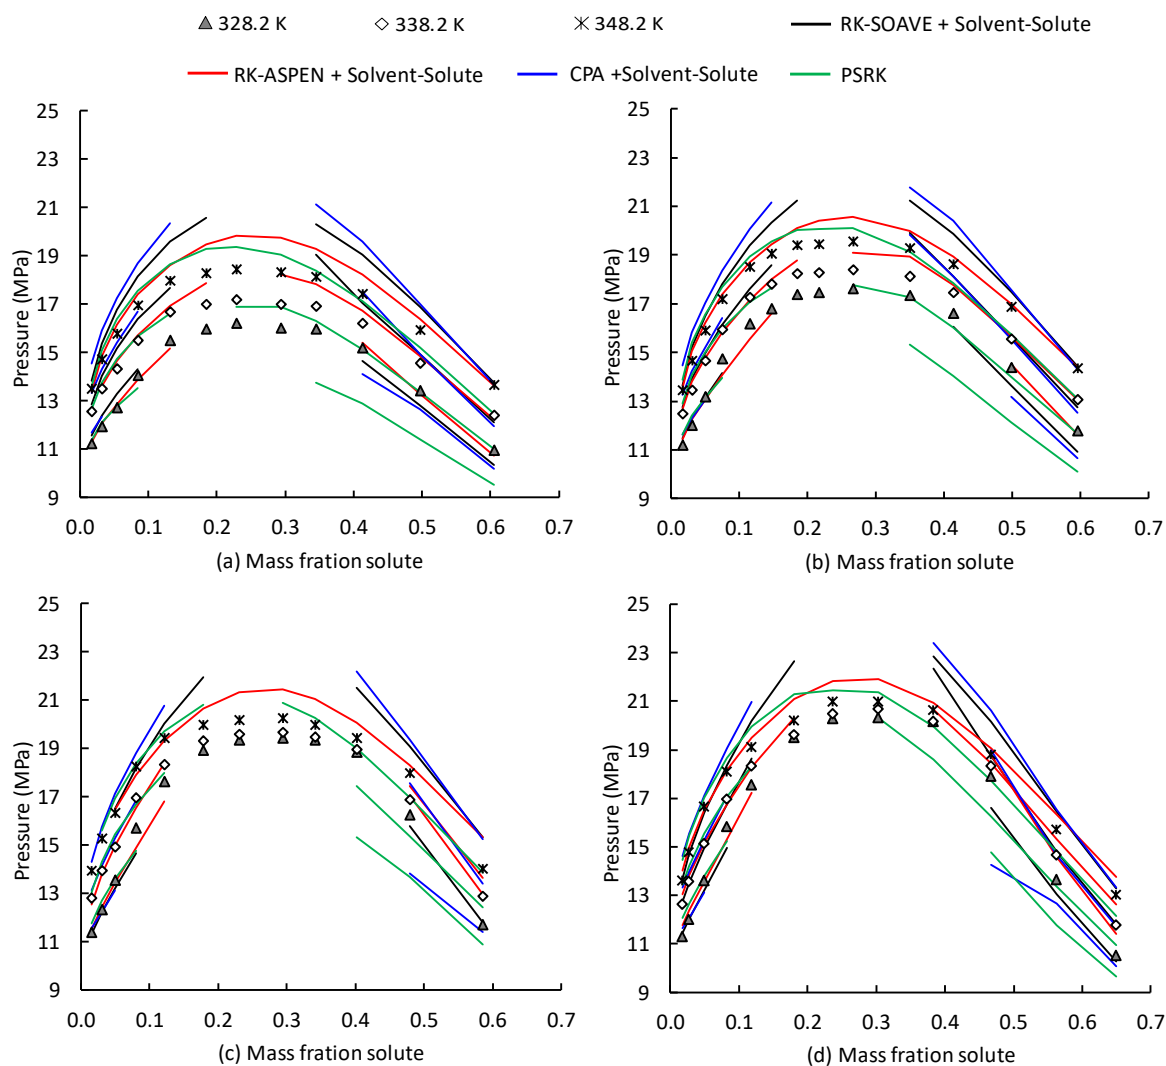 328.2 K 338.2 K 348.2 K RK-SOAVE + Solvent-Solute
RK-ASPEN + Solvent-Solute CPA +Solvent-Solute PSRK
25
23
21
19
17
15
13
11
9
Pressure (MPa)
0.0 0.1 0.2 0.3 0.4 0.5 0.6 0.7
(a) Mass fration solute
25
23
21
19
17
15
13
11
9
Pressure (MPa)
0.0 0.1 0.2 0.3 0.4 0.5 0.6 0.7
(b) Mass fration solute
25
23
21
19
17
15
13
11
9
Pressure (MPa)
0.0 0.1 0.2 0.3 0.4 0.5 0.6 0.7
(c) Mass fration solute
25
23
21
19
17
15
13
11
9
Pressure (MPa)
0.0 0.1 0.2 0.3 0.4 0.5 0.6 0.7
(d) Mass fration solute